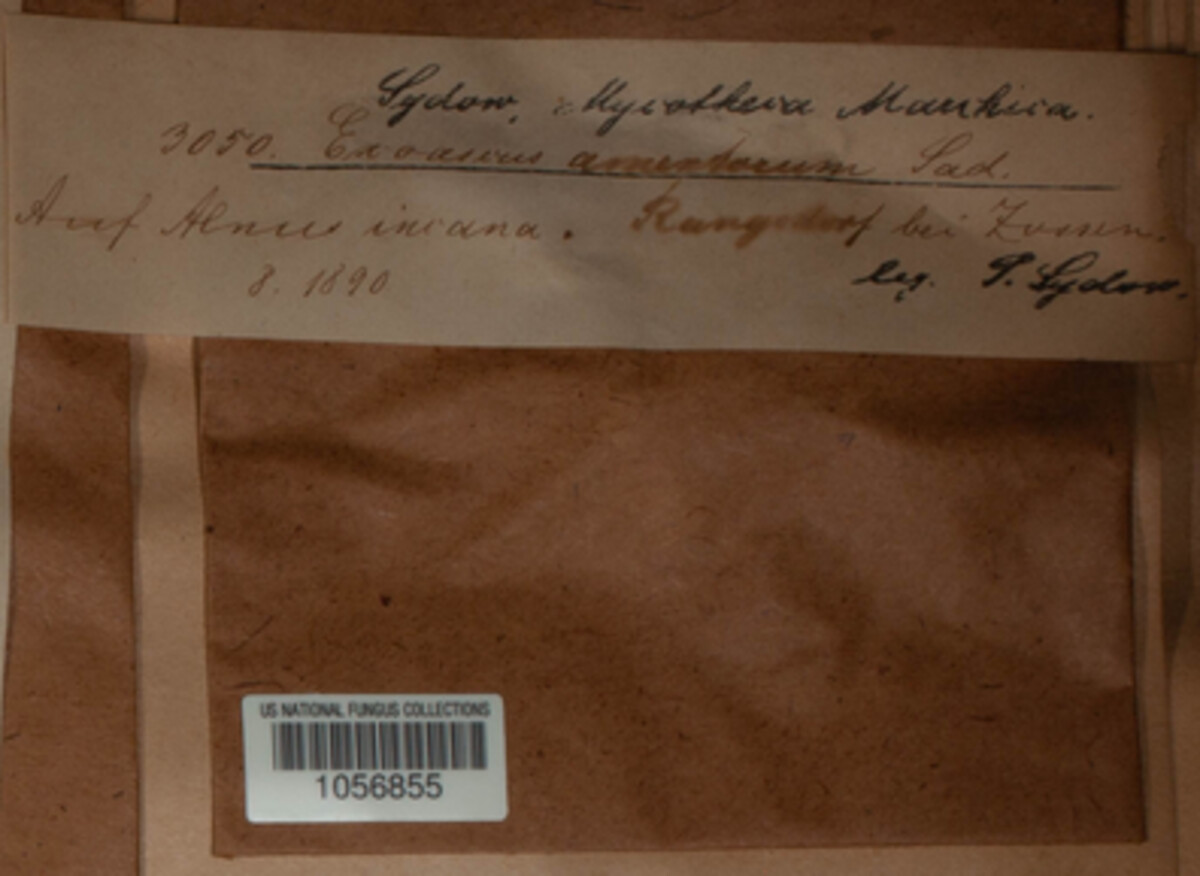 Sydow, Mycotheca Marchica.
3050. Exoascus amentorum Sad.
Auf Alnus incana. Rangsdorf bei Zossen.
8. 1890
leg. P. Sydow.
US NATIONAL FUNGUS COLLECTIONS
1056855